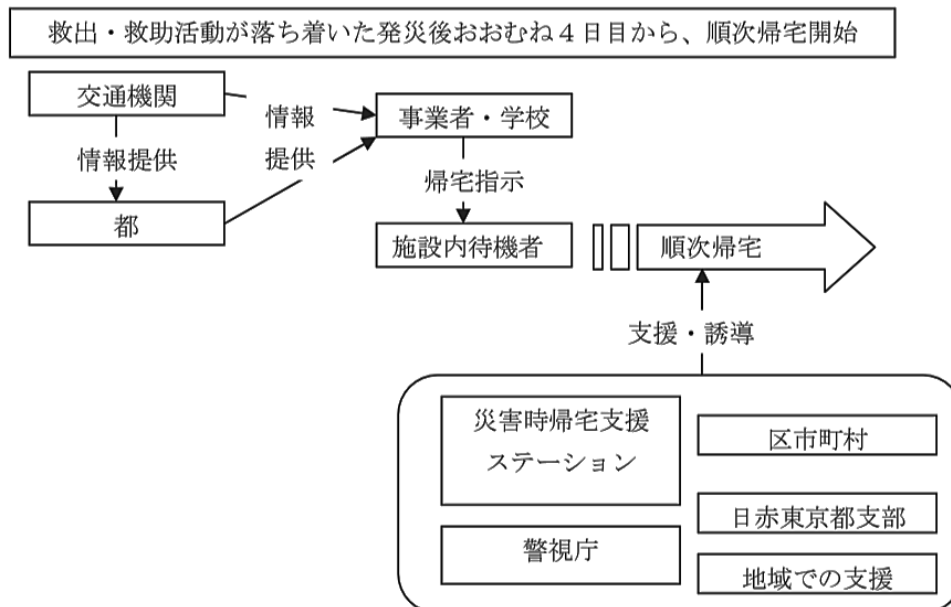 救出・救助活動が落ち着いた発災後おおむね４日目から、順次帰宅開始
交通機関
情報
提供
事業者・学校
情報提供
帰宅指示
都
施設内待機者
順次帰宅
支援・誘導
災害時帰宅支援
ステーション
区市町村
日赤東京都支部
警視庁
地域での支援